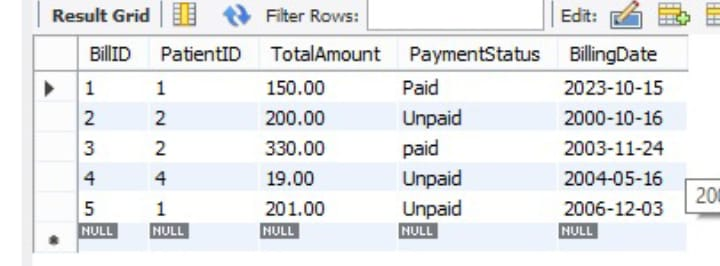 Result Grid Filter Rows: Edit:
BillID PatientID TotalAmount PaymentStatus BillingDate
1 1 150.00 Paid 2023-10-15
2 2 200.00 Unpaid 2000-10-16
3 2 330.00 paid 2003-11-24
4 4 19.00 Unpaid 2004-05-16
5 1 201.00 Unpaid 2006-12-03
NULL NULL NULL NULL NULL